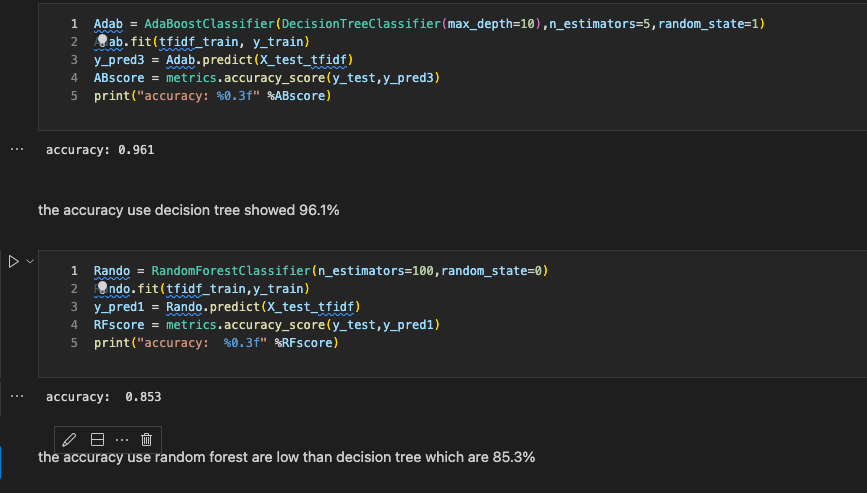 1 Adab = AdaBoostClassifier(DecisionTreeClassifier(max_depth=10),n_estimators=5,random_state=1)
2 Adab.fit(tfidf_train, y_train)
3 y_pred3 = Adab.predict(X_test_tfidf)
4 ABscore = metrics.accuracy_score(y_test,y_pred3)
5 print("accuracy: %0.3f" %ABscore)
... accuracy: 0.961
the accuracy use decision tree showed 96.1%
1 Rando = RandomForestClassifier(n_estimators=100,random_state=0)
2 Rando.fit(tfidf_train,y_train)
3 y_pred1 = Rando.predict(X_test_tfidf)
4 RFscore = metrics.accuracy_score(y_test,y_pred1)
5 print("accuracy:  %0.3f" %RFscore)
... accuracy:  0.853
the accuracy use random forest are low than decision tree which are 85.3%